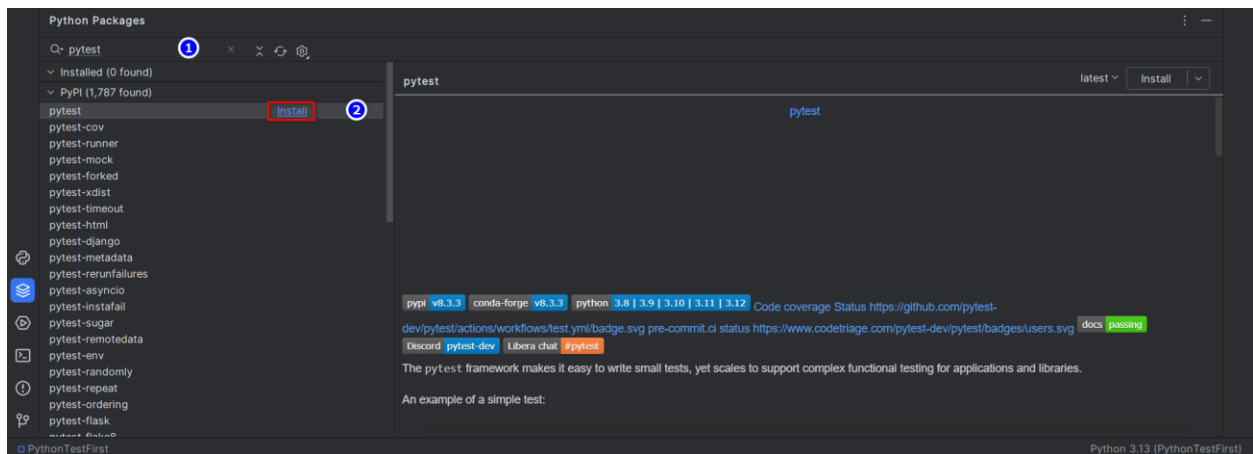 Python Packages
pytest 1
Installed (0 found)
PyPI (1,787 found)
pytest Install 2
pytest-cov
pytest-runner
pytest-mock
pytest-forked
pytest-xdist
pytest-timeout
pytest-html
pytest-django
pytest-metadata
pytest-rerunfailures
pytest-asyncio
pytest-instafail
pytest-sugar
pytest-remotedata
pytest-env
pytest-randomly
pytest-repeat
pytest-ordering
pytest-flask
pytest-flake8
pytest latest Install
pytest
pypi v8.3.3 conda-forge v8.3.3 python 3.8 | 3.9 | 3.10 | 3.11 | 3.12 Code coverage Status https://github.com/pytest-
dev/pytest/actions/workflows/test.yml/badge.svg pre-commit.ci status https://www.codetriage.com/pytest-dev/pytest/badges/users.svg docs passing
Discord pytest-dev Libera chat #pytest
The pytest framework makes it easy to write small tests, yet scales to support complex functional testing for applications and libraries.
An example of a simple test:
PythonTestFirst Python 3.13 (PythonTestFirst)